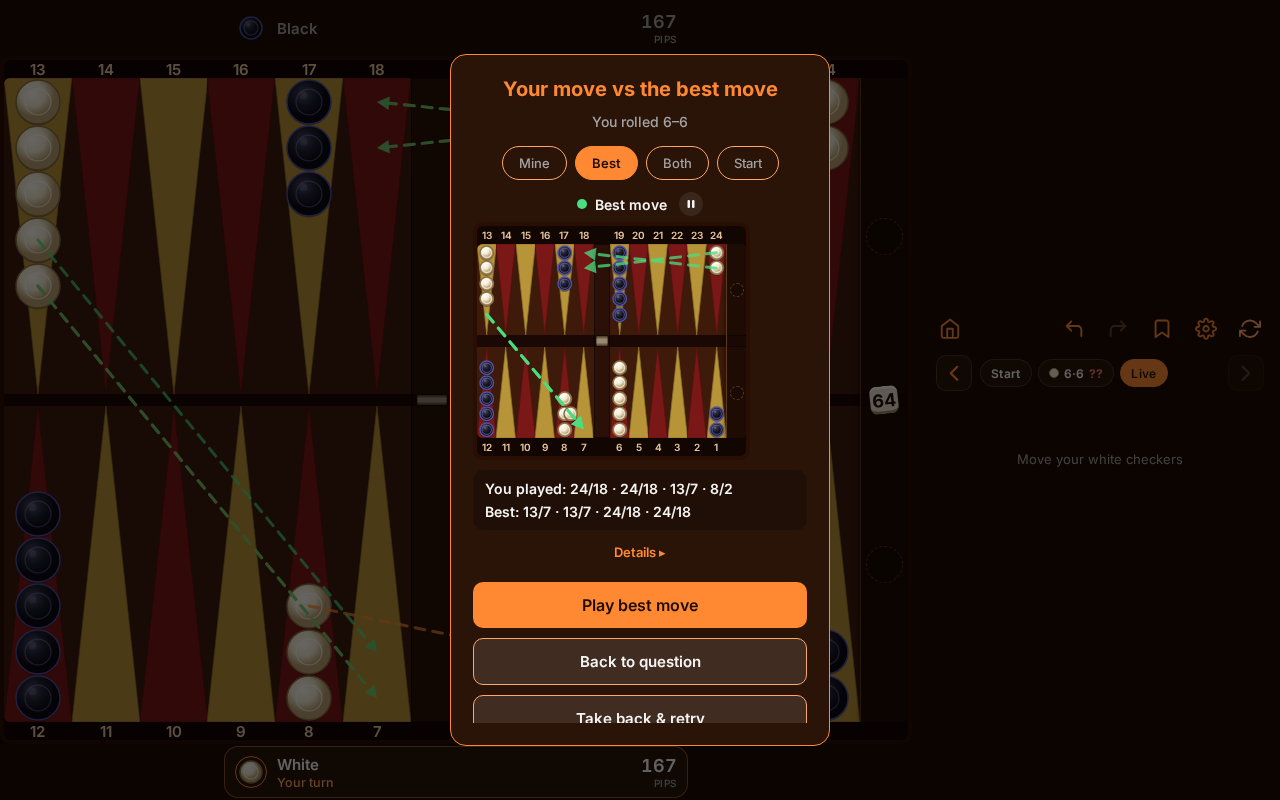 Black
167
PIPS
13 14 15 16 17 18
4
Your move vs the best move
You rolled 6–6
Mine Best Both Start
Best move
13 14 15 16 17 18 19 20 21 22 23 24
12 11 10 9 8 7 6 5 4 3 2 1
You played: 24/18 · 24/18 · 13/7 · 8/2
Best: 13/7 · 13/7 · 24/18 · 24/18
Details ▸
Play best move
Back to question
Take back & retry
64
Start
6·6 ??
Live
Move your white checkers
12 11 10 9 8 7
White
Your turn
167
PIPS